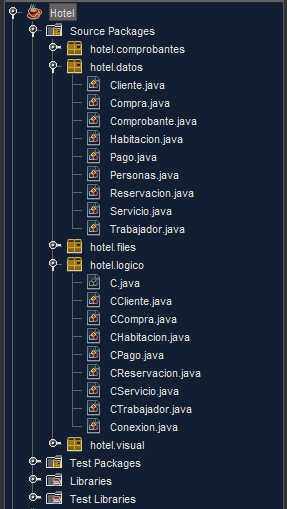 Hotel
Source Packages
hotel.comprobantes
hotel.datos
Cliente.java
Compra.java
Comprobante.java
Habitacion.java
Pago.java
Personas.java
Reservacion.java
Servicio.java
Trabajador.java
hotel.files
hotel.logico
C.java
CCliente.java
CCompra.java
CHabitacion.java
CPago.java
CReservacion.java
CServicio.java
CTrabajador.java
Conexion.java
hotel.visual
Test Packages
Libraries
Test Libraries